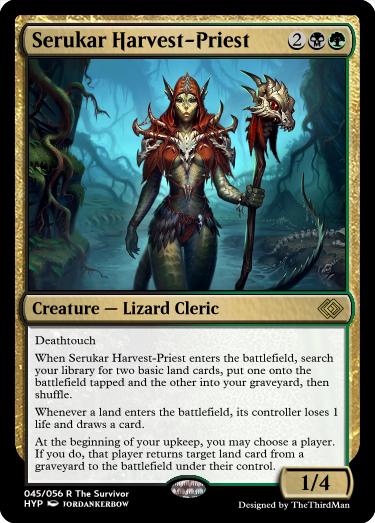 Serukar Harvest-Priest 2
Creature — Lizard Cleric
Deathtouch
When Serukar Harvest-Priest enters the battlefield, search
your library for two basic land cards, put one onto the
battlefield tapped and the other into your graveyard, then
shuffle.
Whenever a land enters the battlefield, its controller loses 1
life and draws a card.
At the beginning of your upkeep, you may choose a player.
If you do, that player returns target land card from a
graveyard to the battlefield under their control.
1/4
045/056 R The Survivor
HYP JORDANKERBOW
Designed by TheThirdMan